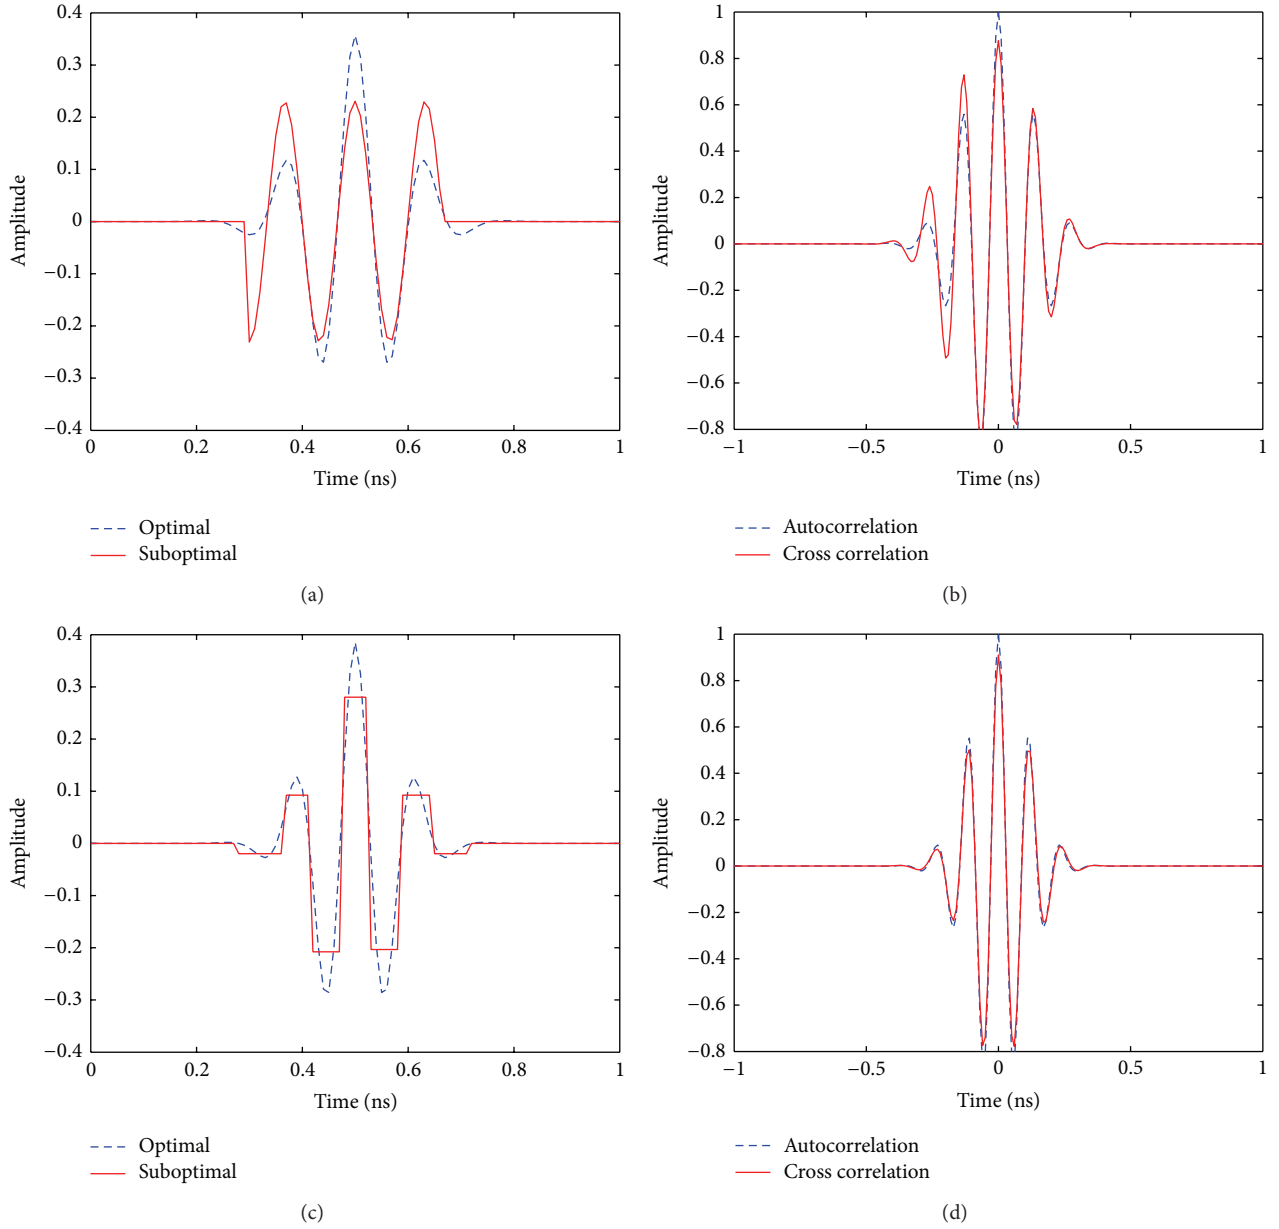 0.4
0.3
0.2
0.1
0
−0.1
−0.2
−0.3
−0.4
Amplitude
0 0.2 0.4 0.6 0.8 1
Time (ns)
Optimal
Suboptimal
(a)
1
0.8
0.6
0.4
0.2
0
−0.2
−0.4
−0.6
−0.8
Amplitude
−1 −0.5 0 0.5 1
Time (ns)
Autocorrelation
Cross correlation
(b)
0.4
0.3
0.2
0.1
0
−0.1
−0.2
−0.3
−0.4
Amplitude
0 0.2 0.4 0.6 0.8 1
Time (ns)
Optimal
Suboptimal
(c)
1
0.8
0.6
0.4
0.2
0
−0.2
−0.4
−0.6
−0.8
Amplitude
−1 −0.5 0 0.5 1
Time (ns)
Autocorrelation
Cross correlation
(d)